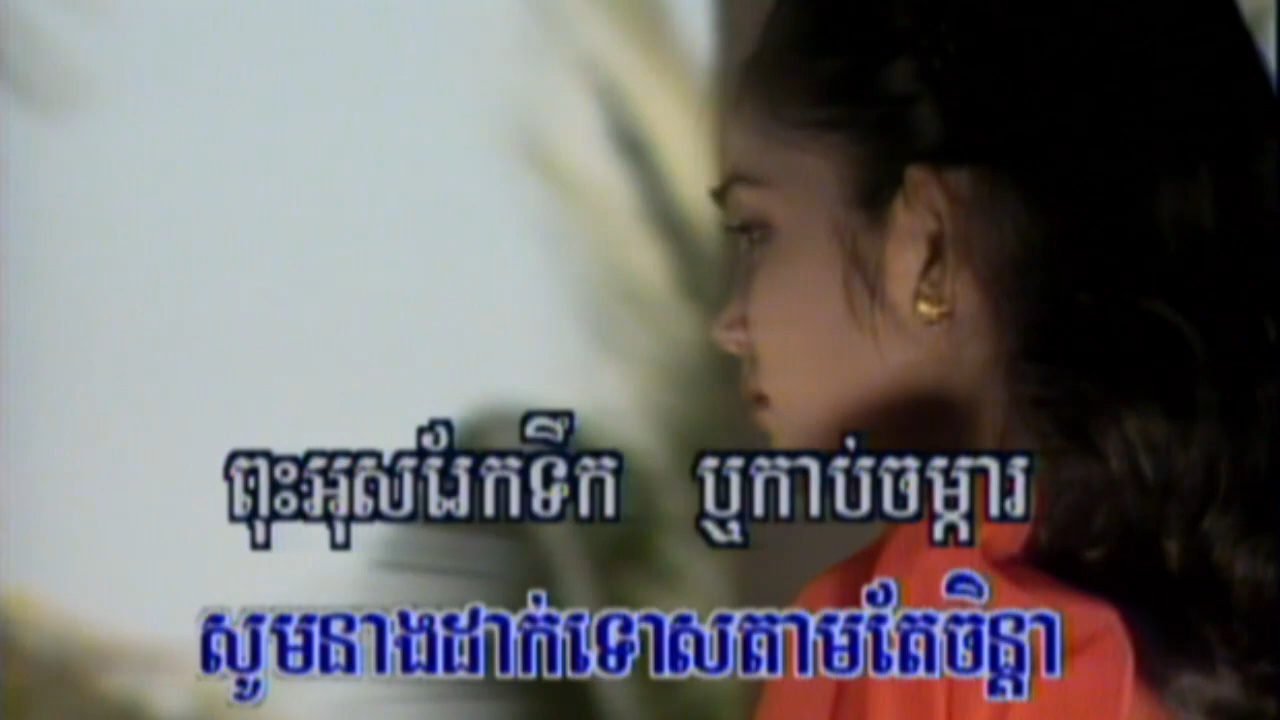 ពុះអុសរែកទឹក ឬកាប់ចម្ការ
សូមនាងដាក់ទោសតាមតែចិន្តា